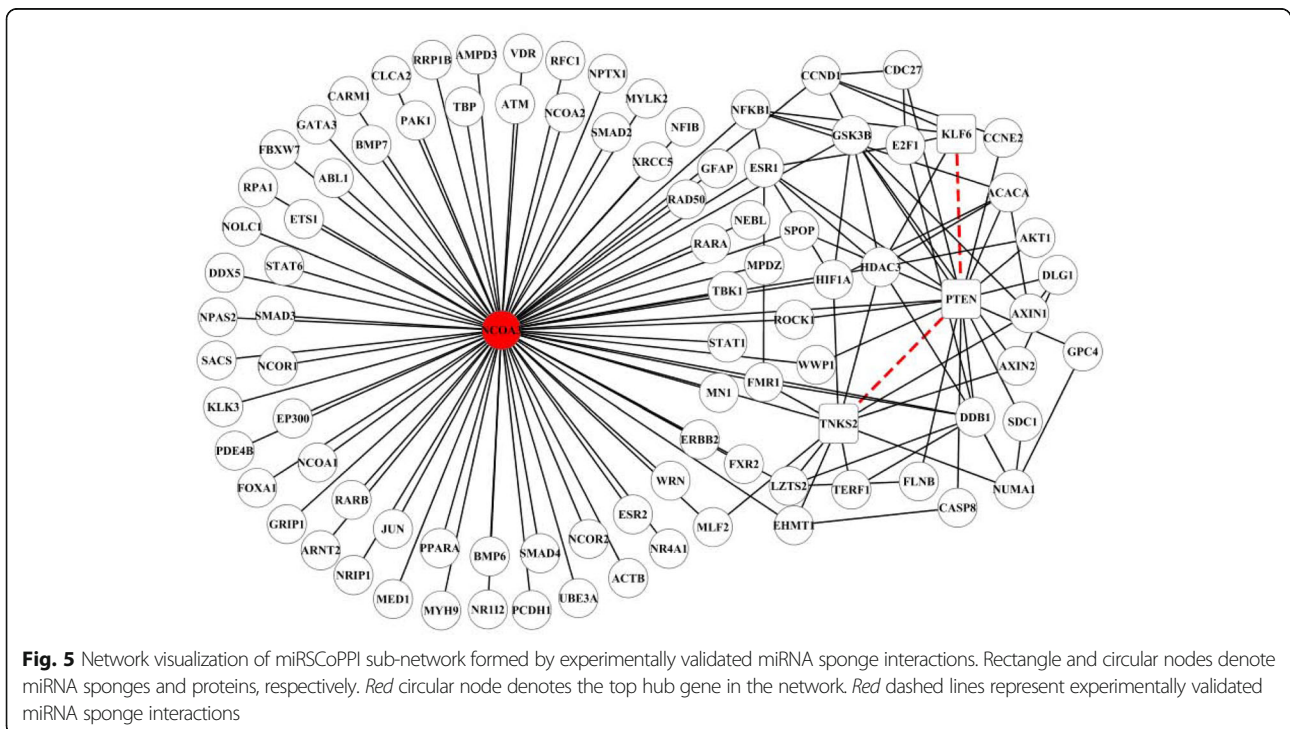 RRP1B
AMPD3
VDR
RFC1
NPTX1
CLCA2
MYLK2
CARM1
PAK1
TBP
ATM
NCOA2
SMAD2
NFIB
GATA3
BMP7
XRCC5
FBXW7
ABL1
GFAP
RPA1
ETS1
RAD50
NOLC1
NEBL
RARA
DDX5
STAT6
MPDZ
TBK1
NPAS2
SMAD3
SACS
NCOR1
STAT1
KLK3
MN1
EP300
PDE4B
NCOA1
ERBB2
FXR2
FOXA1
RARB
WRN
GRIP1
JUN
ESR2
MLF2
ARNT2
PPARA
BMP6
SMAD4
NCOR2
NR4A1
NRIP1
ACTB
MED1
MYH9
NR1I2
PCDH1
UBE3A
CCND1
CDC27
NFKB1
GSK3B
E2F1
KLF6
CCNE2
ESR1
ACACA
SPOP
AKT1
HIF1A
HDAC3
DLG1
PTEN
AXIN1
ROCK1
GPC4
WWP1
AXIN2
FMR1
TNKS2
DDB1
SDC1
LZTS2
TERF1
FLNB
NUMA1
EHMT1
CASP8
Fig. 5 Network visualization of miRSCoPPI sub-network formed by experimentally validated miRNA sponge interactions. Rectangle and circular nodes denote
miRNA sponges and proteins, respectively. Red circular node denotes the top hub gene in the network. Red dashed lines represent experimentally validated
miRNA sponge interactions